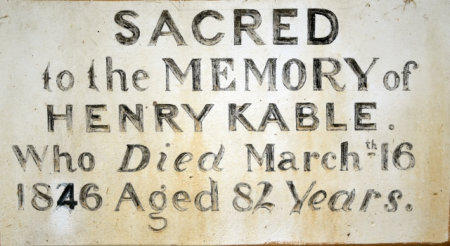 SACRED
to the MEMORY of
HENRY KABLE.
Who Died March th 16
1846 Aged 82 Years.